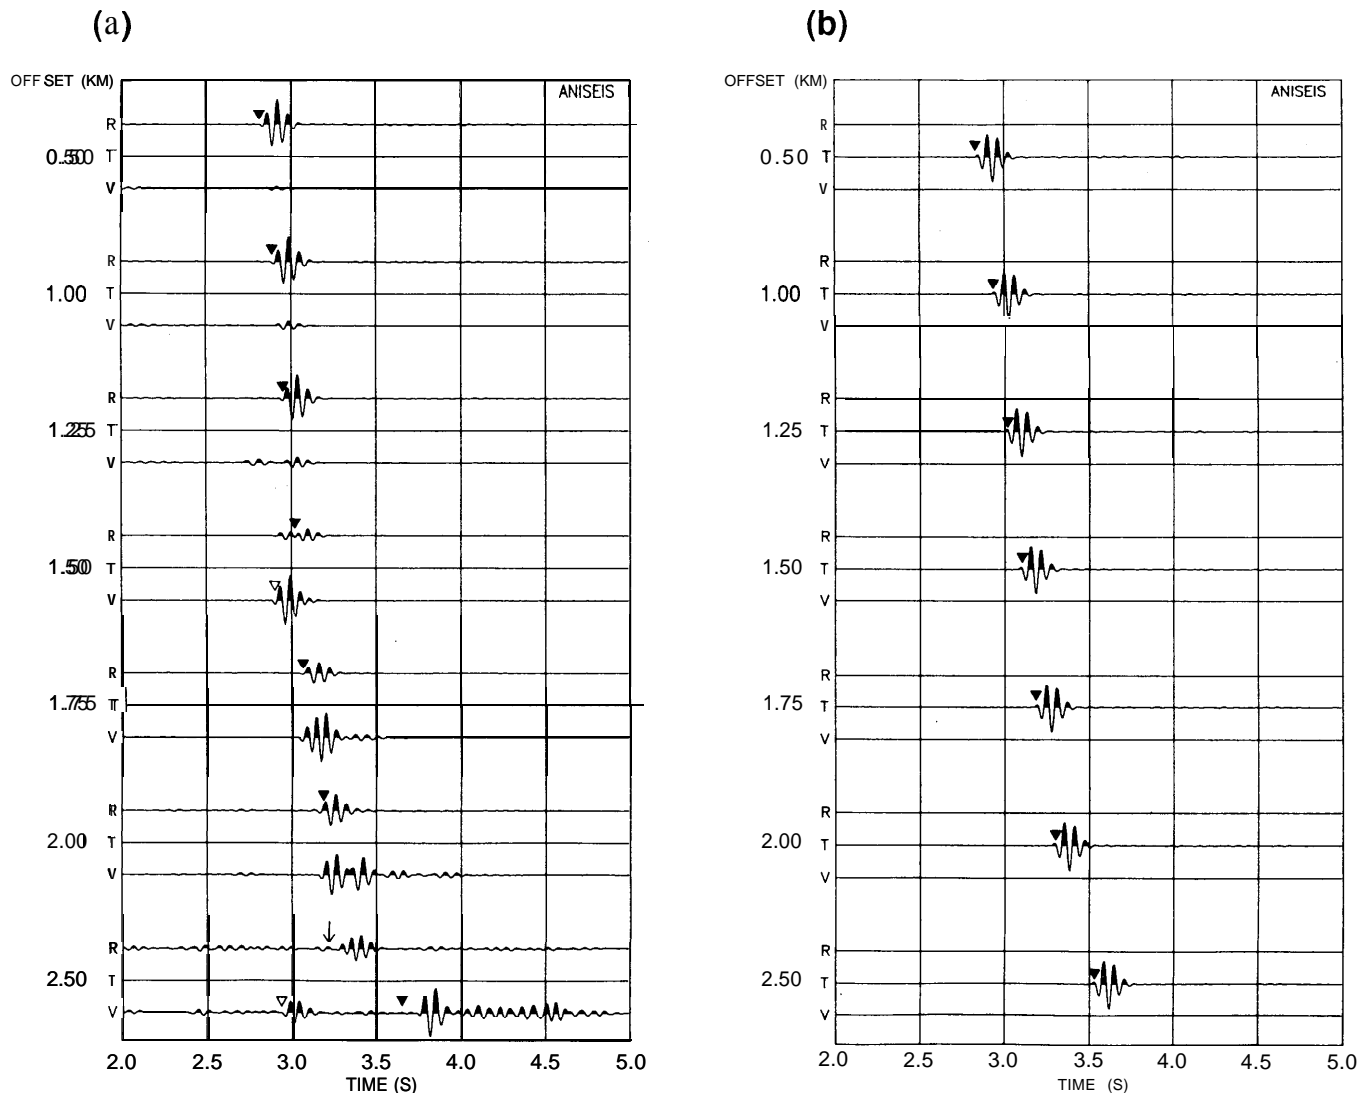 (a)
OFFSET (KM)
ANISEIS
R
0.50 T
V
R
1.00 T
V
R
1.25 T
V
R
1.50 T
V
R
1.75 T
V
R
2.00 T
V
R
2.50 T
V
2.0 2.5 3.0 3.5 4.0 4.5 5.0
TIME (S)
(b)
OFFSET (KM)
ANISEIS
R
0.50 T
V
R
1.00 T
V
R
1.25 T
V
R
1.50 T
V
R
1.75 T
V
R
2.00 T
V
R
2.50 T
V
2.0 2.5 3.0 3.5 4.0 4.5 5.0
TIME (S)